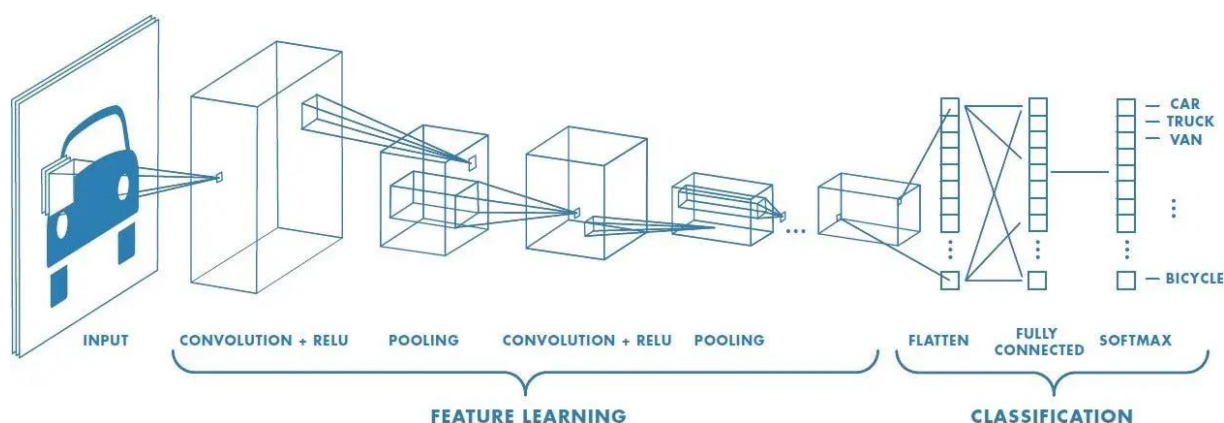 CAR
TRUCK
VAN
BICYCLE
INPUT
CONVOLUTION + RELU
POOLING
CONVOLUTION + RELU
POOLING
FLATTEN
FULLY
CONNECTED
SOFTMAX
FEATURE LEARNING
CLASSIFICATION